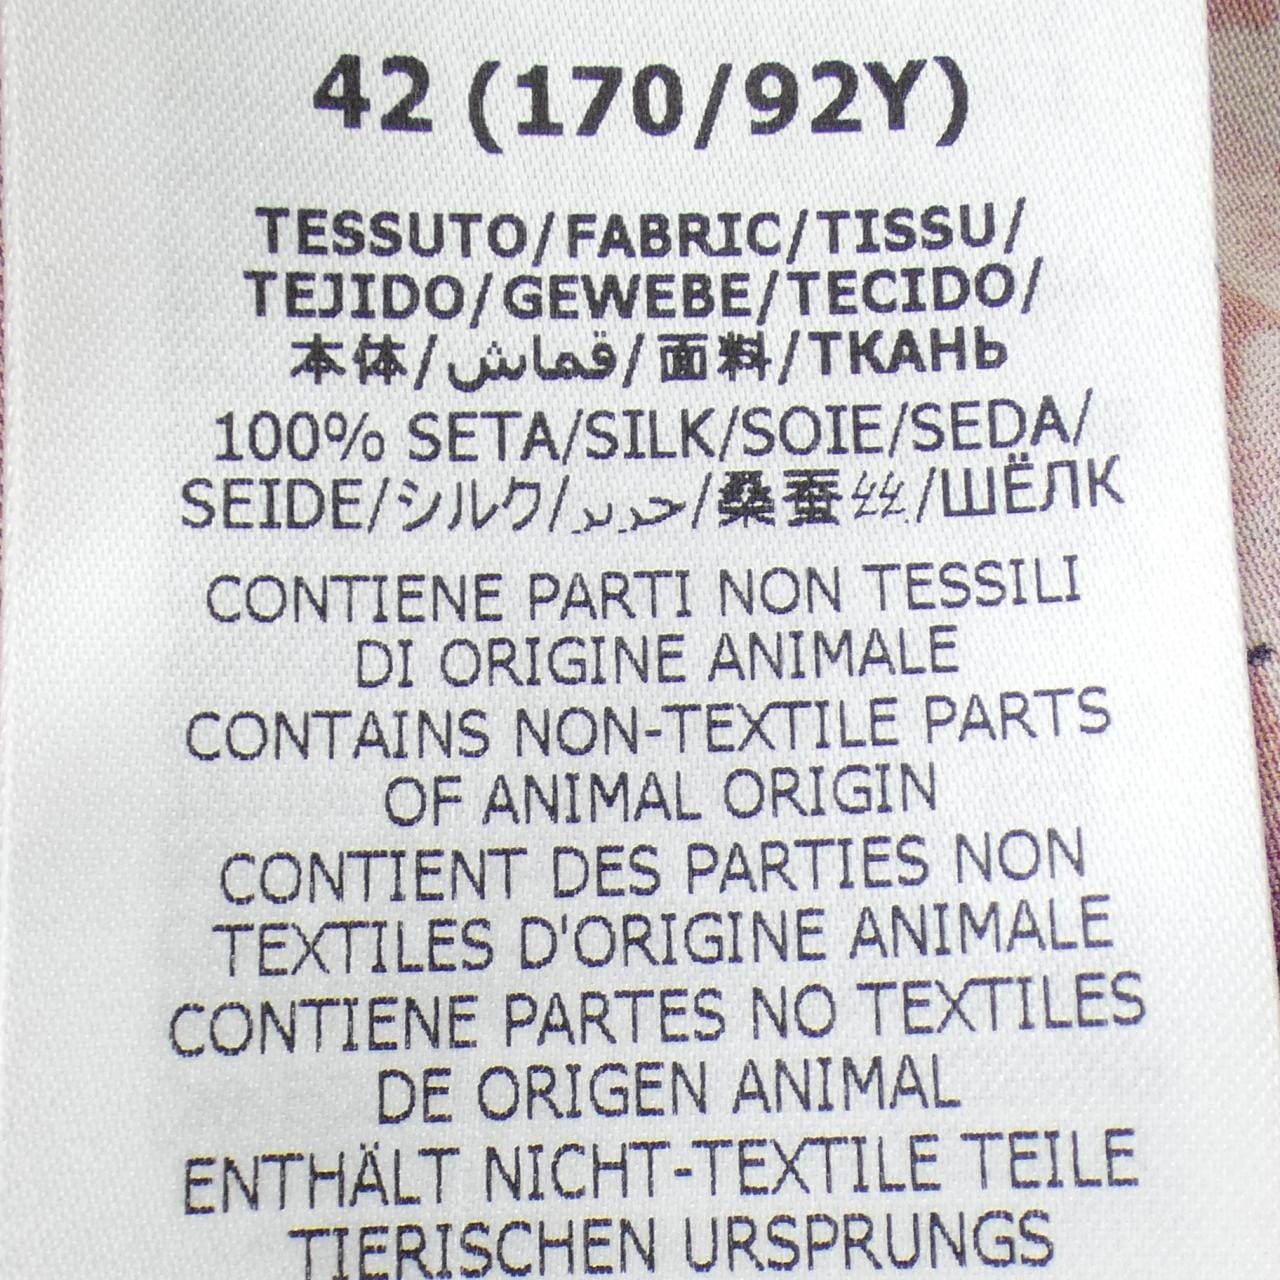 42 (170/92Y)
TESSUTO/FABRIC/TISSU/
TEJIDO/GEWEBE/TECIDO/
本体/قماش/面料/ТКАНЬ
100% SETA/SILK/SOIE/SEDA/
SEIDE/シルク/حرير/桑蚕丝/ШЁЛК
CONTIENE PARTI NON TESSILI
DI ORIGINE ANIMALE
CONTAINS NON-TEXTILE PARTS
OF ANIMAL ORIGIN
CONTIENT DES PARTIES NON
TEXTILES D'ORIGINE ANIMALE
CONTIENE PARTES NO TEXTILES
DE ORIGEN ANIMAL
ENTHÄLT NICHT-TEXTILE TEILE
TIERISCHEN URSPRUNGS